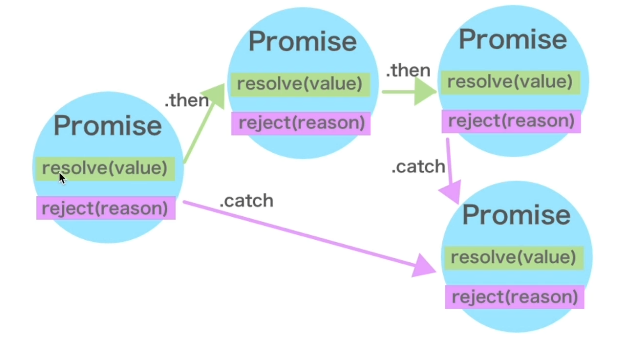 Promise
resolve(value)
reject(reason)
.then
Promise
resolve(value)
reject(reason)
.then
Promise
resolve(value)
reject(reason)
.catch
.catch
Promise
resolve(value)
reject(reason)